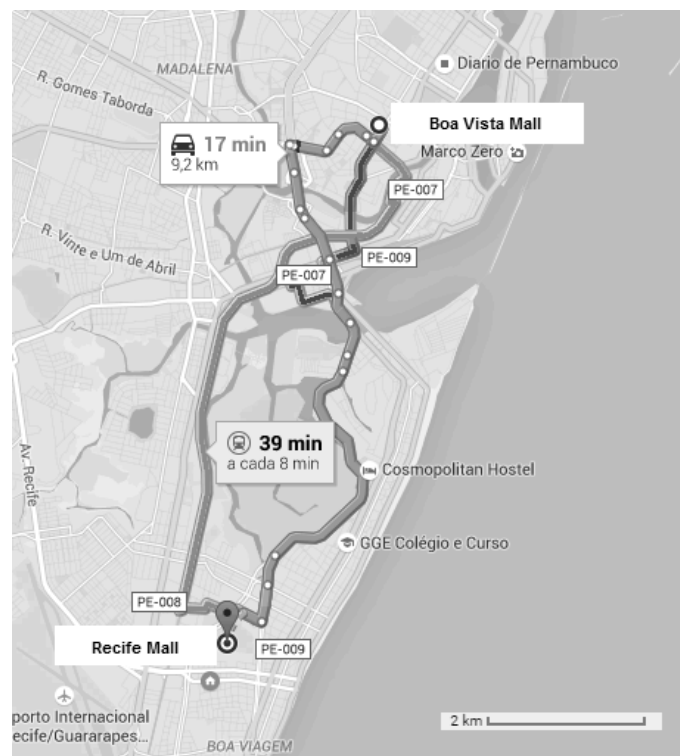 Diario de Pernambuco
MADALENA
R. Gomes Taborda
Boa Vista Mall
17 min
9,2 km
Marco Zero
PE-007
R. Vinte e Um de Abril
PE-009
PE-007
39 min
a cada 8 min
Av. Recife
Cosmopolitan Hostel
GGE Colégio e Curso
PE-008
Recife Mall
PE-009
porto Internacional
ecife/Guararapes...
2 km
BOA VIAGEM